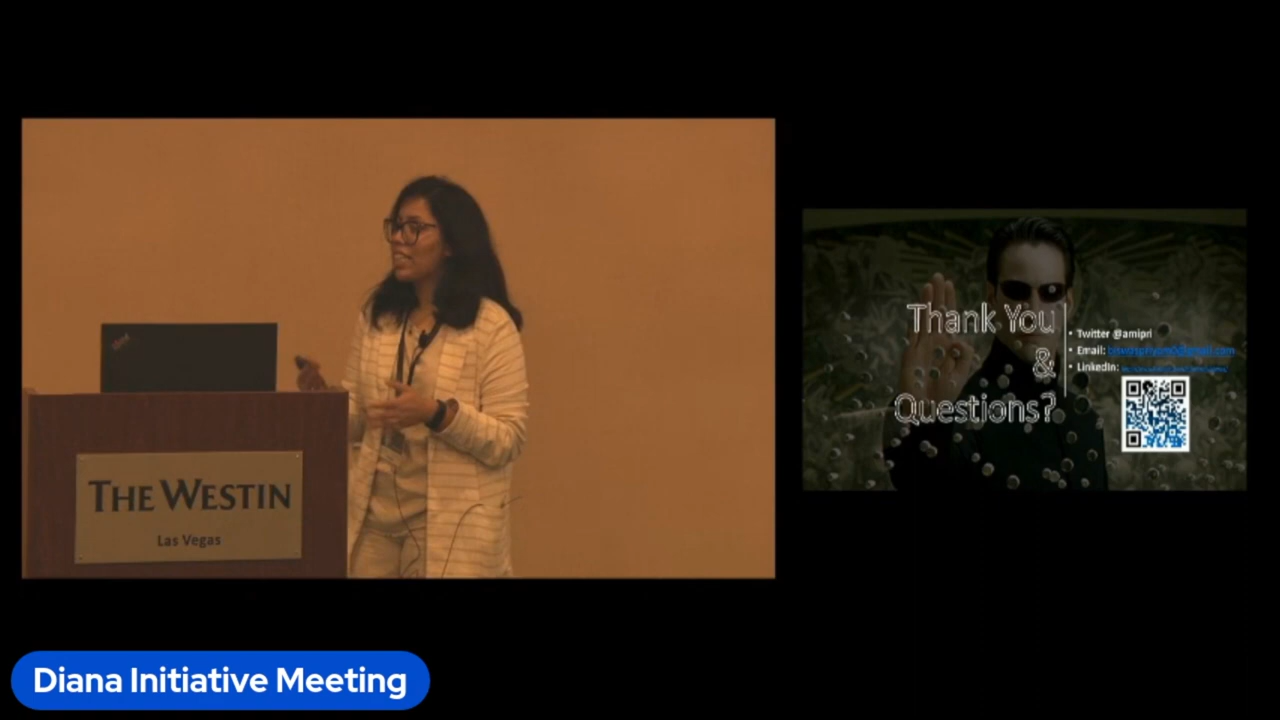 THE WESTIN
Las Vegas
Thank You
&
Questions?
• Twitter @amipri
• Email:
• LinkedIn:
Diana Initiative Meeting